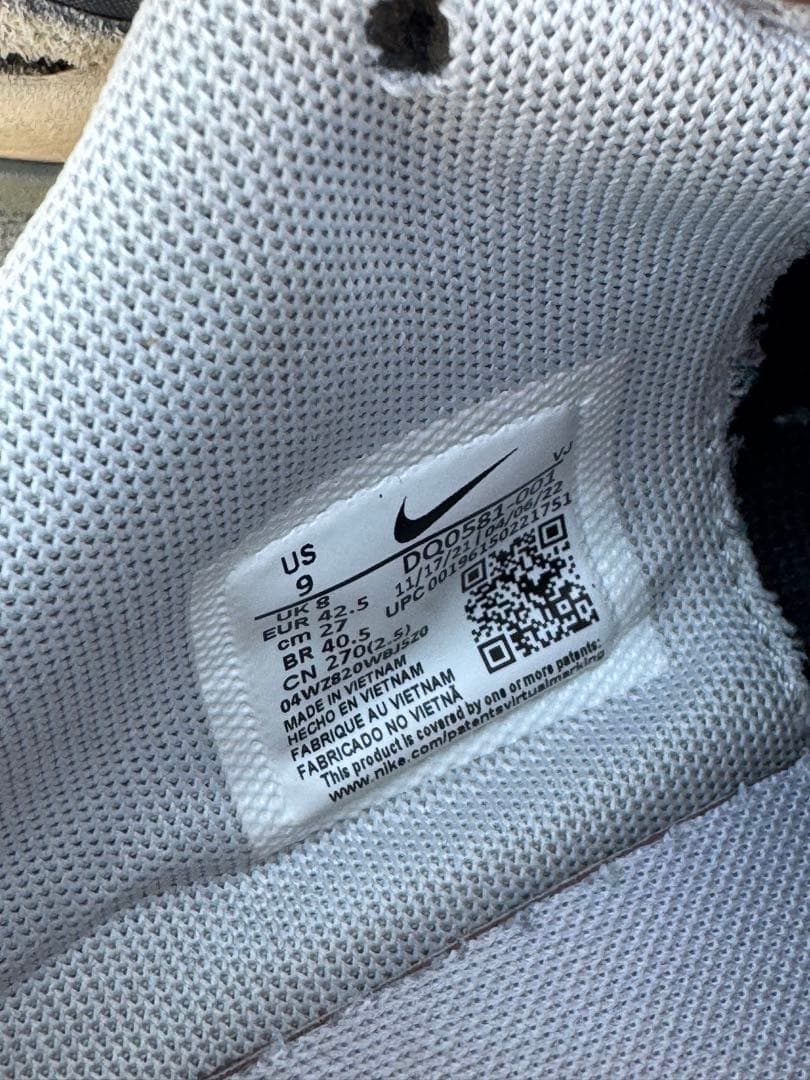 US
9
UK 8
EUR 42.5
cm 27
BR 40.5
CN 270(2.5)
04WZ820W8J5Z0
VJ
DQ0581 001
11/17/21 04/06/22
UPC 00196150221751
MADE IN VIETNAM
HECHO EN VIETNAM
FABRIQUE AU VIETNAM
FABRICADO NO VIETNÃ
This product is covered by one or more patents:
www.nike.com/patentsvirtualmarking